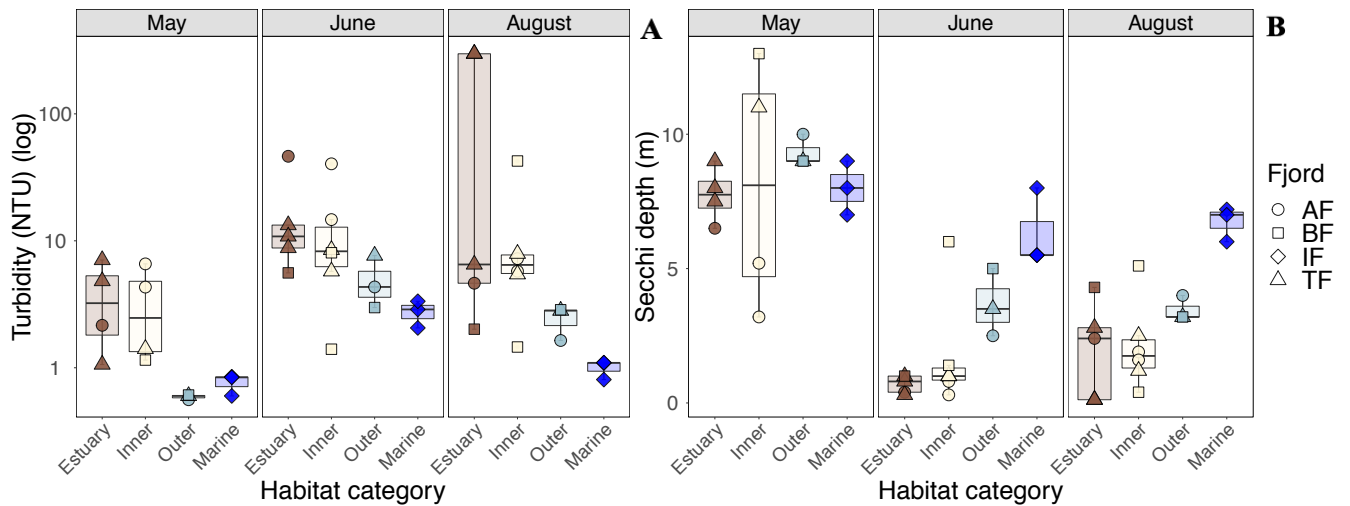 May June August A
Turbidity (NTU) (log)
100
10
1
Estuary Inner Outer Marine Estuary Inner Outer Marine Estuary Inner Outer Marine
Habitat category
May June August B
Secchi depth (m)
10
5
0
Estuary Inner Outer Marine Estuary Inner Outer Marine Estuary Inner Outer Marine
Habitat category
Fjord
AF
BF
IF
TF